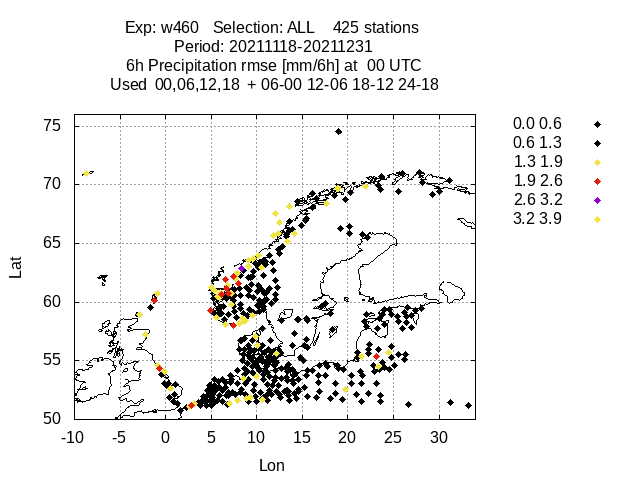 Exp: w460 Selection: ALL 425 stations
Period: 20211118-20211231
6h Precipitation rmse [mm/6h] at 00 UTC
Used 00,06,12,18 + 06-00 12-06 18-12 24-18
75
70
65
60
55
50
Lat
-10 -5 0 5 10 15 20 25 30
Lon
0.0 0.6
0.6 1.3
1.3 1.9
1.9 2.6
2.6 3.2
3.2 3.9